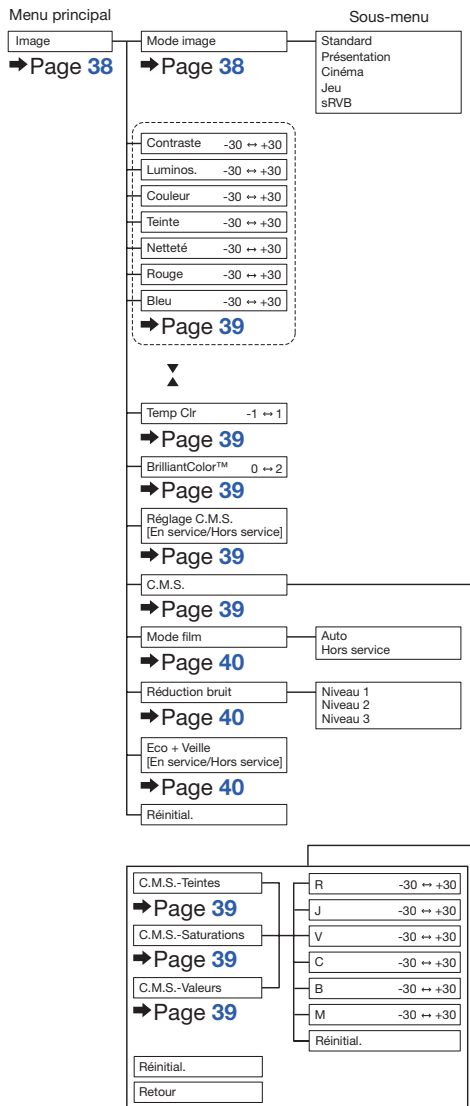 Menu principal
Sous-menu
Image
➡Page 38
Mode image
➡Page 38
Standard
Présentation
Cinéma
Jeu
sRVB
Contraste -30 ↔ +30
Luminos. -30 ↔ +30
Couleur -30 ↔ +30
Teinte -30 ↔ +30
Netteté -30 ↔ +30
Rouge -30 ↔ +30
Bleu -30 ↔ +30
➡Page 39
Temp Clr -1 ↔ 1
➡Page 39
BrilliantColor™ 0 ↔ 2
➡Page 39
Réglage C.M.S.
[En service/Hors service]
➡Page 39
C.M.S.
➡Page 39
Mode film
➡Page 40
Auto
Hors service
Réduction bruit
➡Page 40
Niveau 1
Niveau 2
Niveau 3
Eco + Veille
[En service/Hors service]
➡Page 40
Réinitial.
C.M.S.-Teintes
➡Page 39
C.M.S.-Saturations
➡Page 39
C.M.S.-Valeurs
➡Page 39
R -30 ↔ +30
J -30 ↔ +30
V -30 ↔ +30
C -30 ↔ +30
B -30 ↔ +30
M -30 ↔ +30
Réinitial.
Réinitial.
Retour